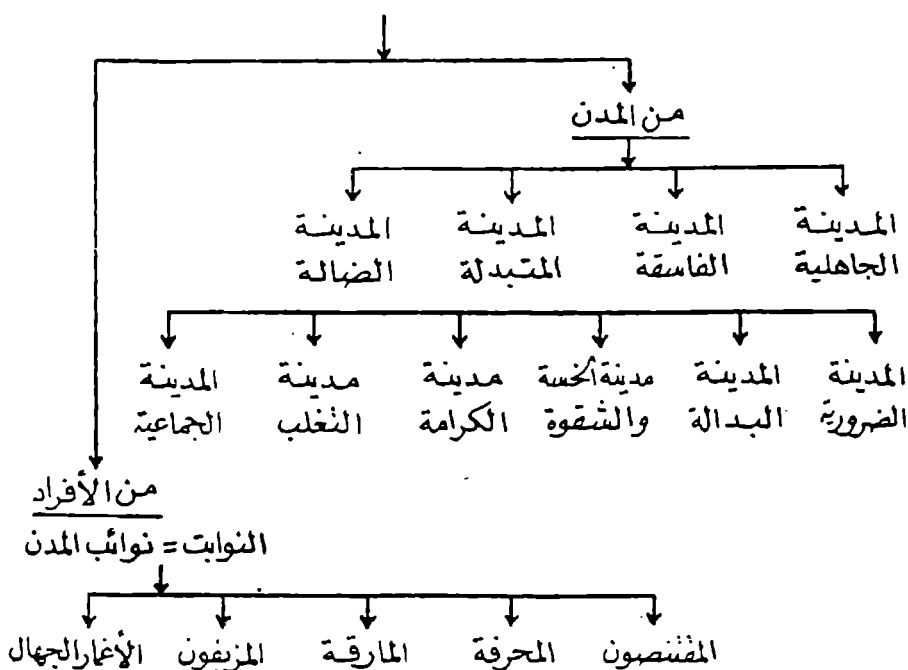 من المدن
المدينة المدينة المدينة المدينة
الجاهلية الفاسقة المتبدلة الضالة
المدينة المدينة مدينة الخسة مدينة مدينة المدينة
الضرورية البدالة والشقوة الكرامة التغلب الجماعية
من الأفراد
النوابت = نوائب المدن
المقتنصون المحرفة المارقة المزيفون الأغمار الجهال